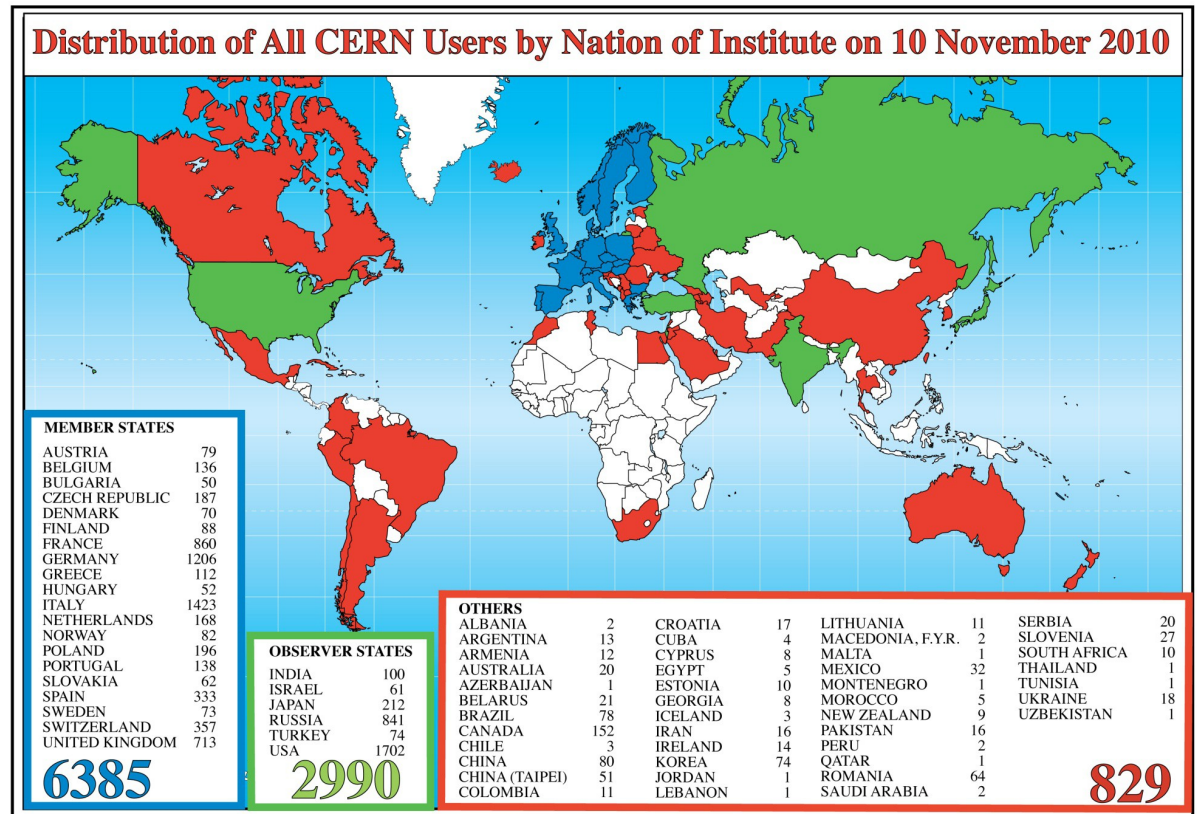 Distribution of All CERN Users by Nation of Institute on 10 November 2010
MEMBER STATES
AUSTRIA 79
BELGIUM 136
BULGARIA 50
CZECH REPUBLIC 187
DENMARK 70
FINLAND 88
FRANCE 860
GERMANY 1206
GREECE 112
HUNGARY 52
ITALY 1423
NETHERLANDS 168
NORWAY 82
POLAND 196
PORTUGAL 138
SLOVAKIA 62
SPAIN 333
SWEDEN 73
SWITZERLAND 357
UNITED KINGDOM 713
6385
OBSERVER STATES
INDIA 100
ISRAEL 61
JAPAN 212
RUSSIA 841
TURKEY 74
USA 1702
2990
OTHERS
ALBANIA 2
ARGENTINA 13
ARMENIA 12
AUSTRALIA 20
AZERBAIJAN 1
BELARUS 21
BRAZIL 78
CANADA 152
CHILE 3
CHINA 80
CHINA (TAIPEI) 51
COLOMBIA 11
CROATIA 17
CUBA 4
CYPRUS 8
EGYPT 5
ESTONIA 10
GEORGIA 8
ICELAND 3
IRAN 16
IRELAND 14
KOREA 74
JORDAN 1
LEBANON 1
LITHUANIA 11
MACEDONIA, F.Y.R. 2
MALTA 1
MEXICO 32
MONTENEGRO 1
MOROCCO 5
NEW ZEALAND 9
PAKISTAN 16
PERU 2
QATAR 1
ROMANIA 64
SAUDI ARABIA 2
SERBIA 20
SLOVENIA 27
SOUTH AFRICA 10
THAILAND 1
TUNISIA 1
UKRAINE 18
UZBEKISTAN 1
829